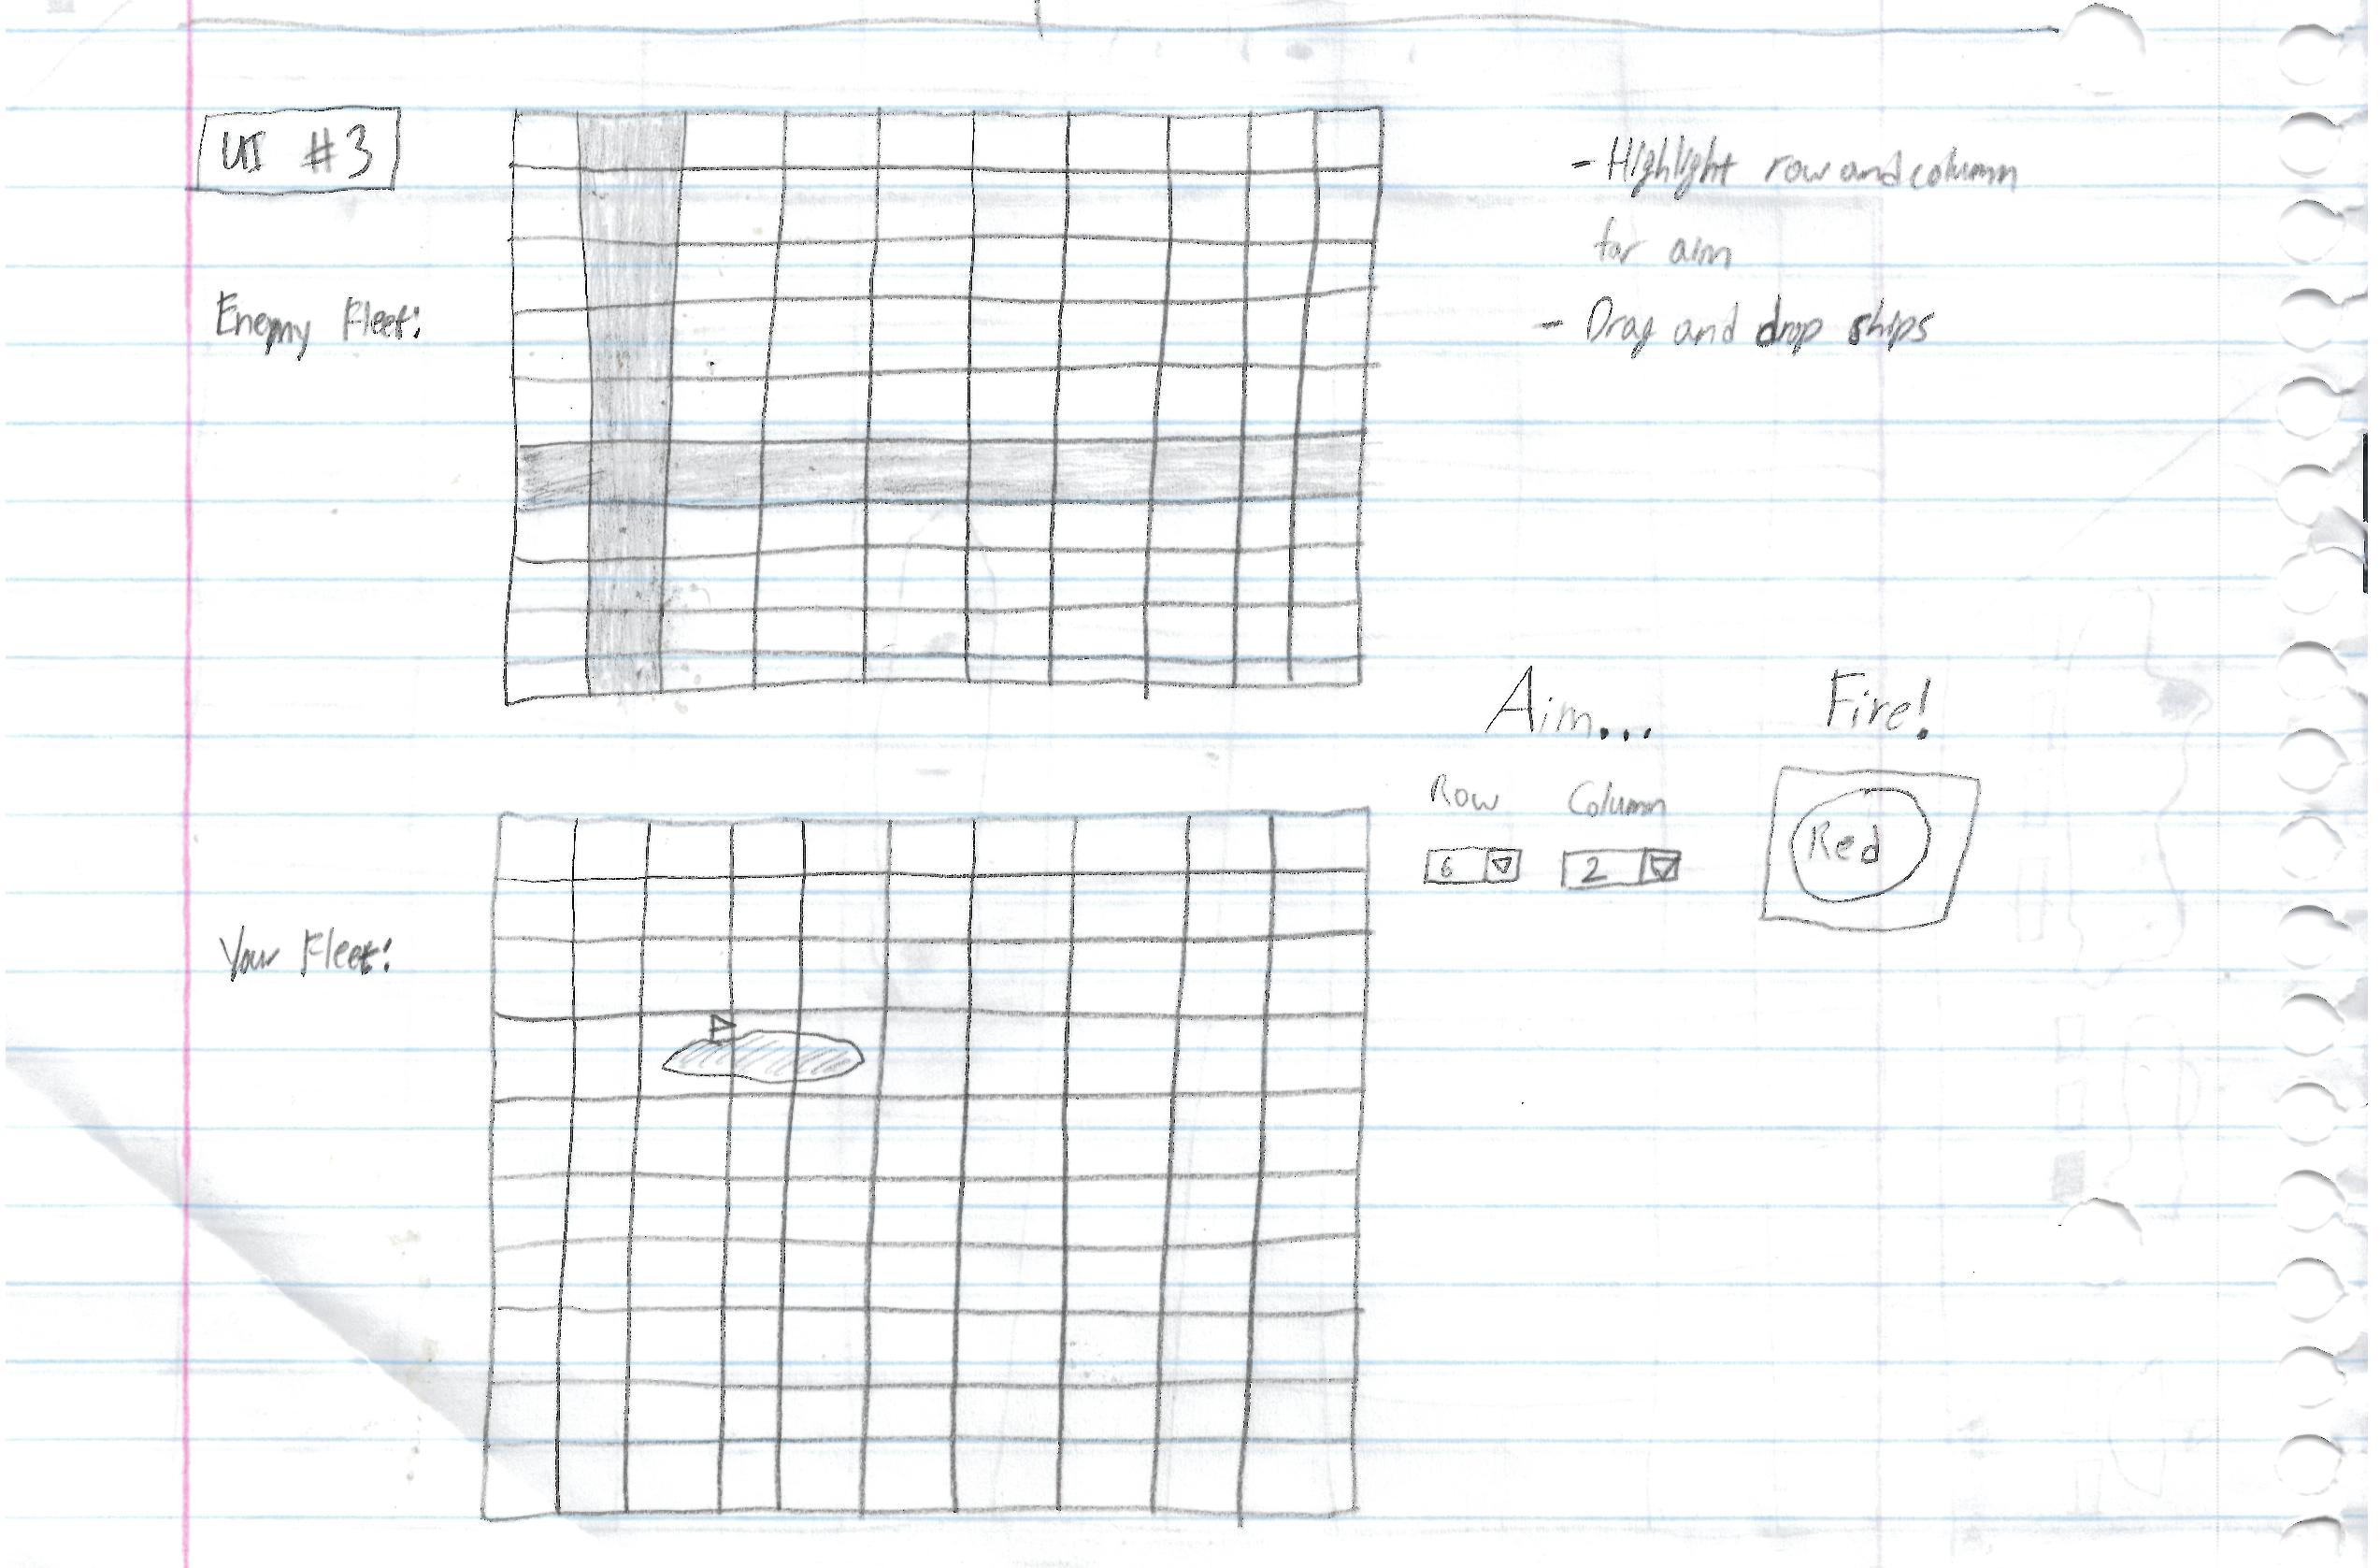 UI #3
- Highlight row and column
for aim
Enemy Fleet:
- Drag and drop ships
Aim... Fire!
Row Column
6 2 Red
Your Fleet: